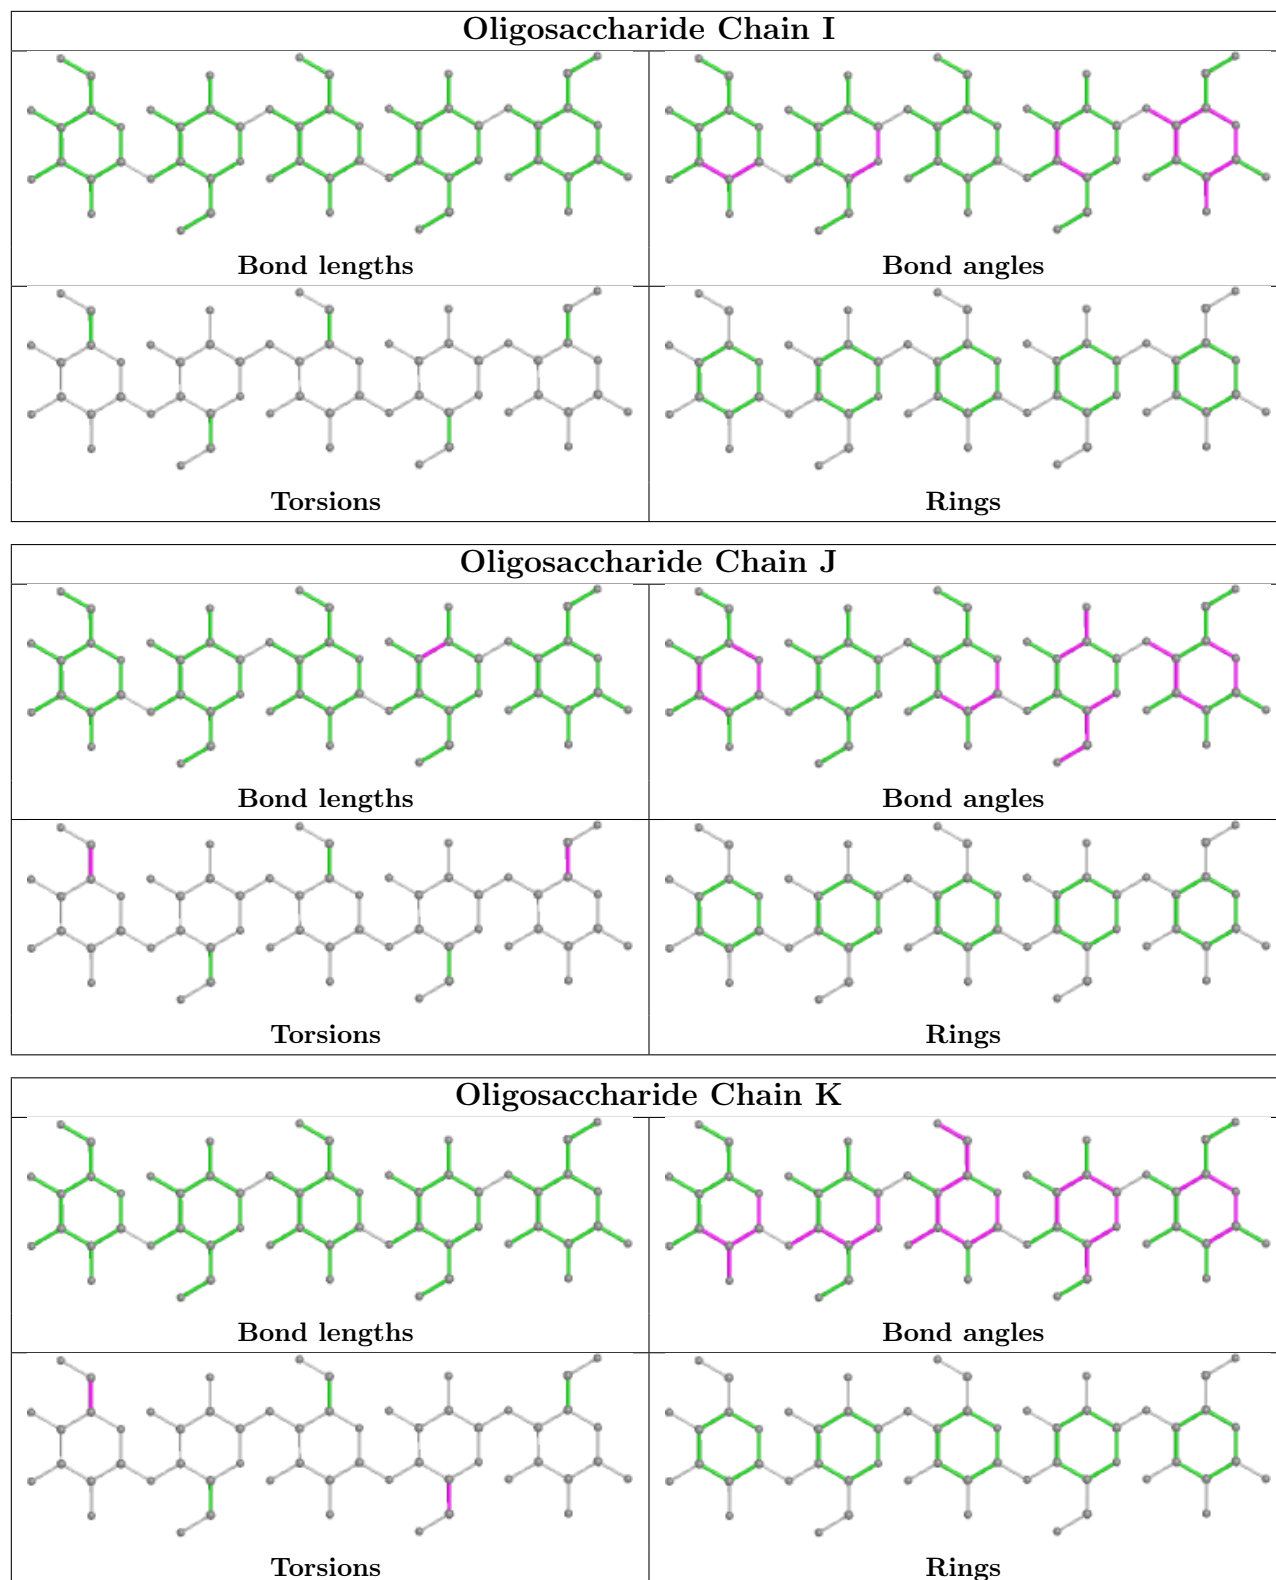 Oligosaccharide Chain I
Bond lengths
Bond angles
Torsions
Rings
Oligosaccharide Chain J
Bond lengths
Bond angles
Torsions
Rings
Oligosaccharide Chain K
Bond lengths
Bond angles
Torsions
Rings